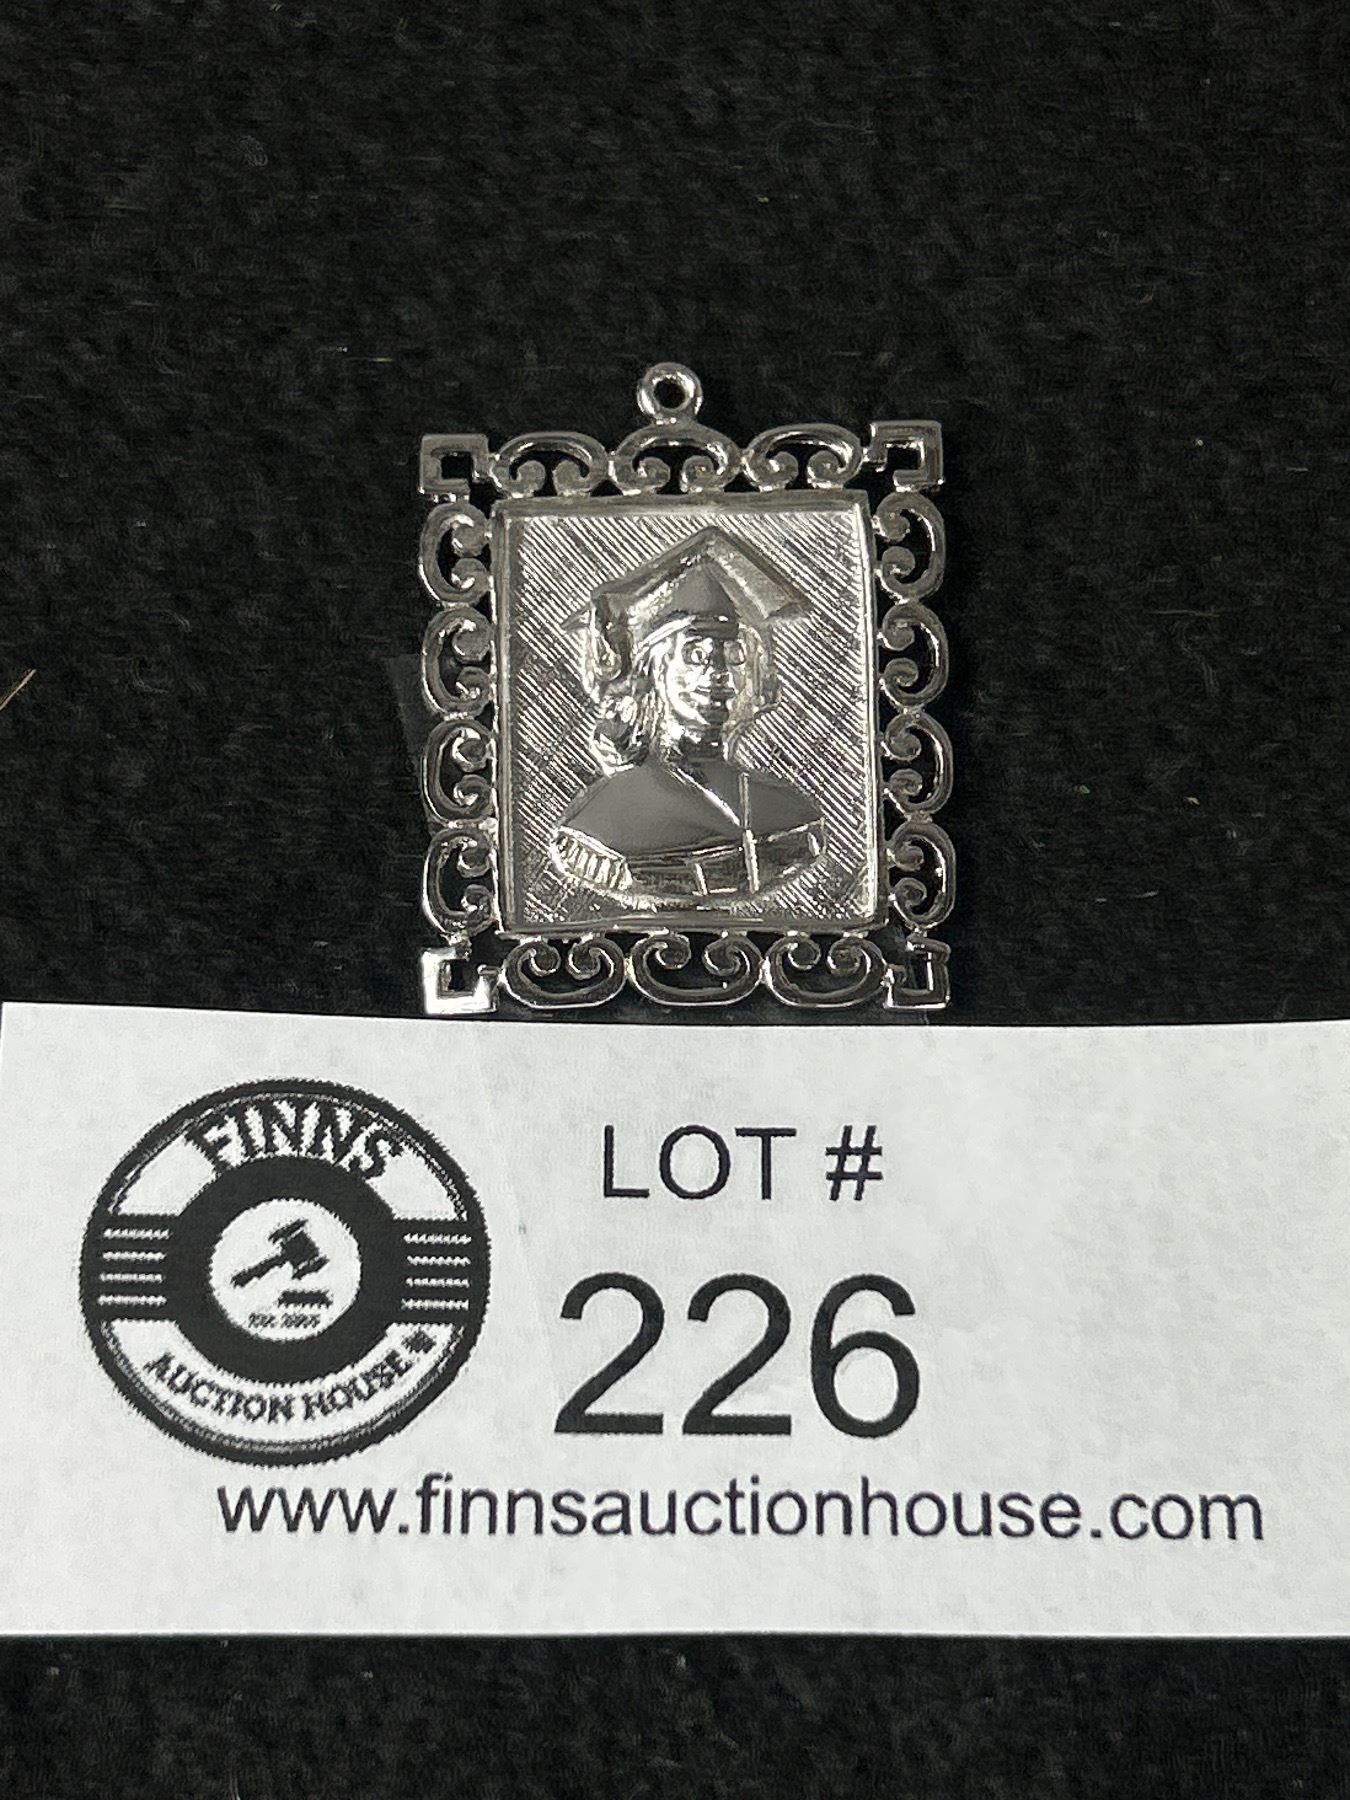 FINNS
AUCTION HOUSE
LOT #
226
www.finnsauctionhouse.com